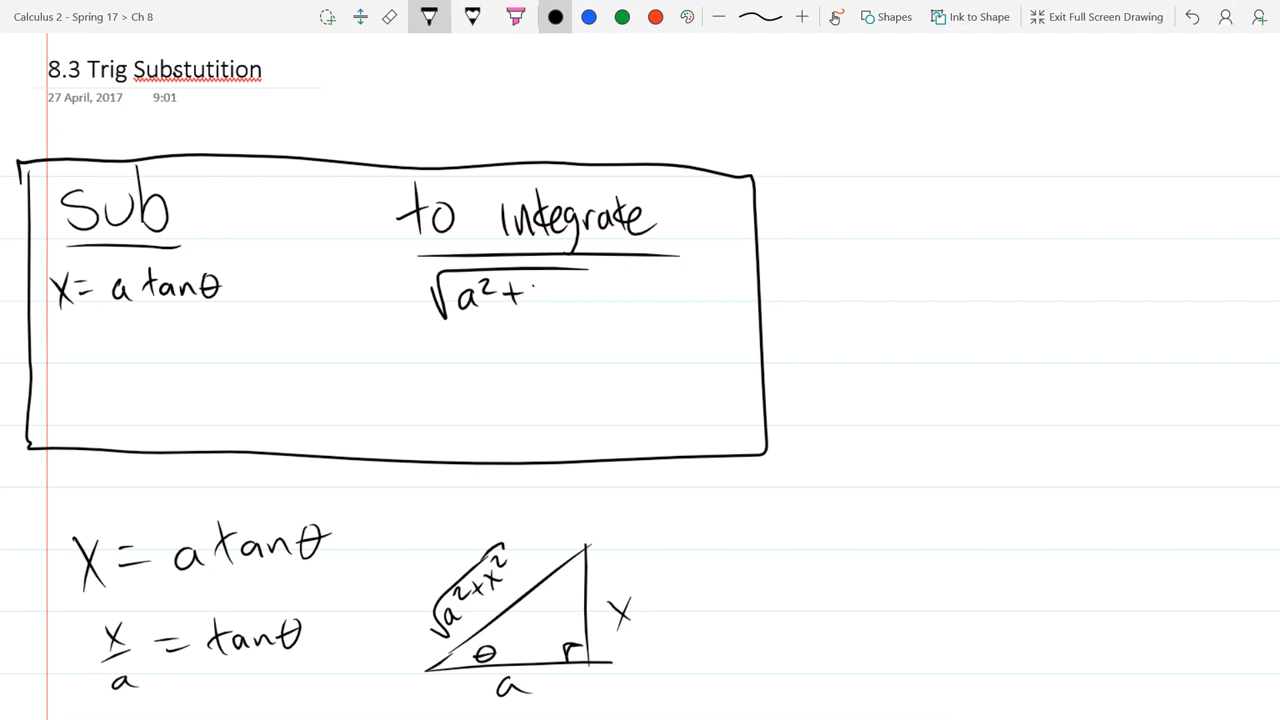 Calculus 2 - Spring 17 > Ch 8
Shapes
Ink to Shape
Exit Full Screen Drawing
8.3 Trig Substutition
27 April, 2017 9:01
Sub to integrate
x = a tanθ √a²+
x = a tanθ
x/a = tanθ
√a²+x²
x
θ
a